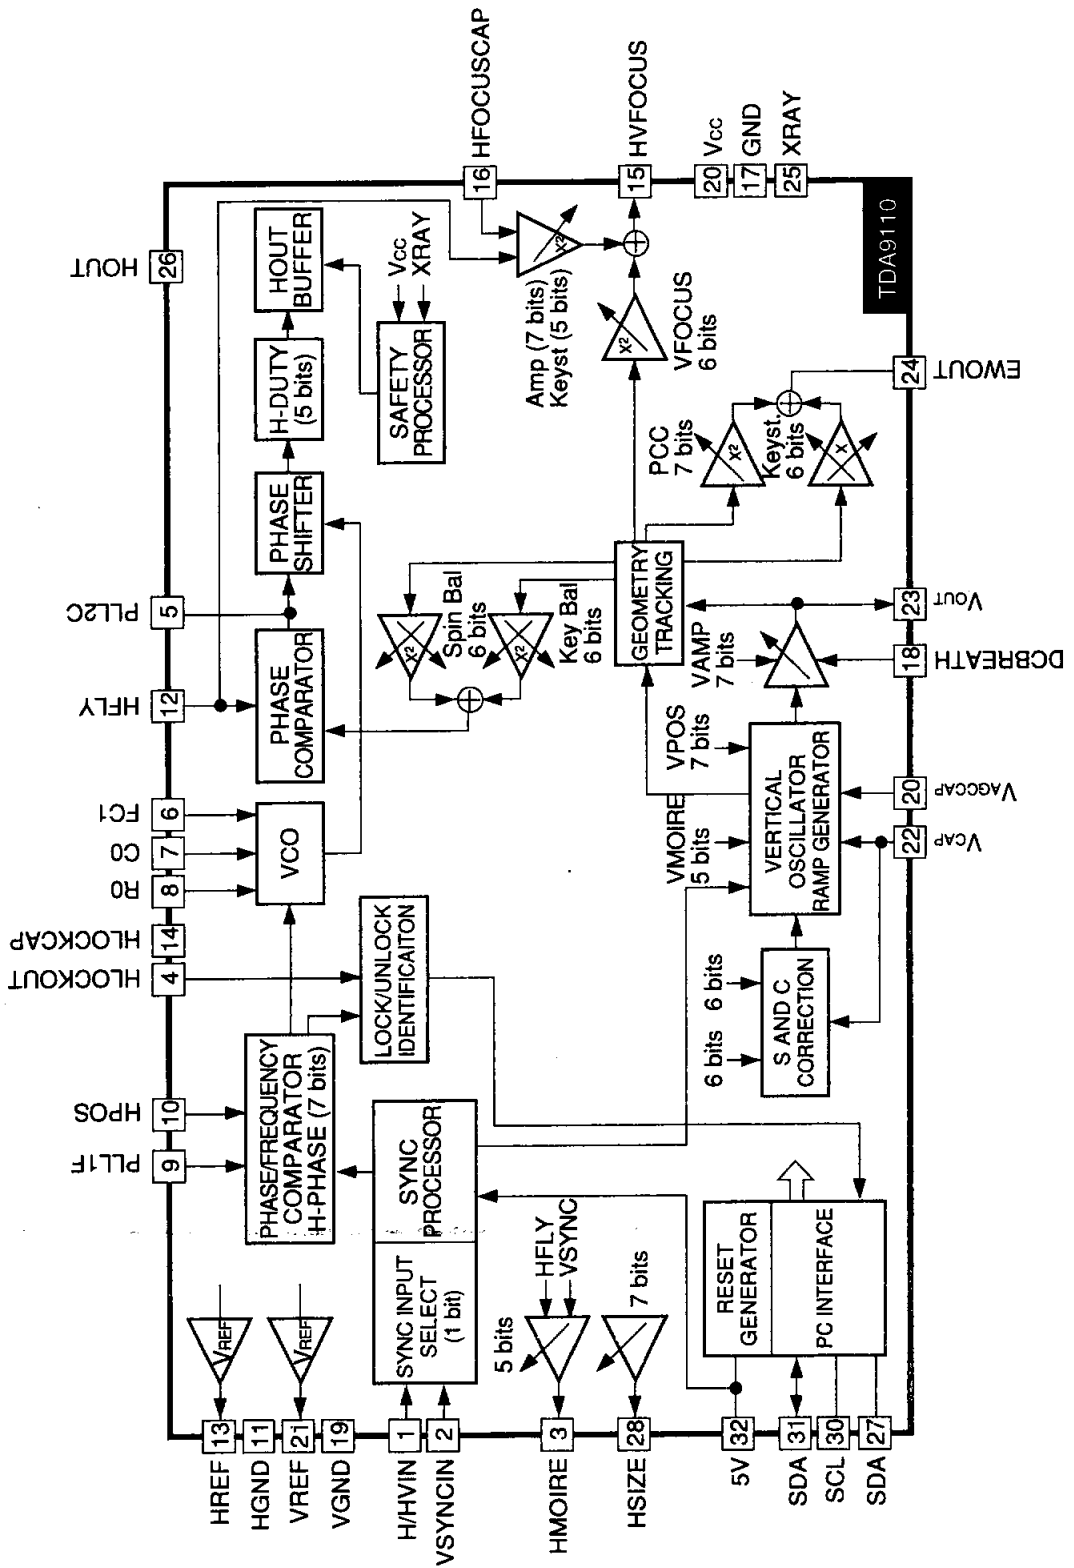 HOUT
26
PLL2C
5
HFLY
12
FC1
6
C0
7
R0
8
HLOCKCAP
14
HLOCKOUT
4
HPOS
10
PLL1F
9
HOUT
BUFFER
H-DUTY
(5 bits)
PHASE
SHIFTER
PHASE
COMPARATOR
VCO
PHASE/FREQUENCY
COMPARATOR
H-PHASE (7 bits)
LOCK/UNLOCK
IDENTIFICAITON
SAFETY
PROCESSOR
Vcc
XRAY
HFOCUSCAP
16
HVFOCUS
15
Vcc
20
GND
17
XRAY
25
TDA9110
X²
Amp (7 bits)
Keyst (5 bits)
X²
VFOCUS
6 bits
PCC
7 bits
X²
Keyst.
6 bits
X
EWOUT
24
X²
Spin Bal
6 bits
X²
Key Bal
6 bits
GEOMETRY
TRACKING
VAMP
7 bits
VOUT
23
DCBREATH
18
VPOS
7 bits
VMOIRE
5 bits
VERTICAL
OSCILLATOR
RAMP GENERATOR
VAGCCAP
20
VCAP
22
6 bits
6 bits
S AND C
CORRECTION
SYNC INPUT
SELECT
(1 bit)
SYNC
PROCESSOR
VREF
VREF
5 bits
HFLY
VSYNC
7 bits
RESET
GENERATOR
PC INTERFACE
HREF
13
HGND
11
VREF
21
VGND
19
H/HVIN
1
VSYNCIN
2
HMOIRE
3
HSIZE
28
5V
32
SDA
31
SCL
30
SDA
27